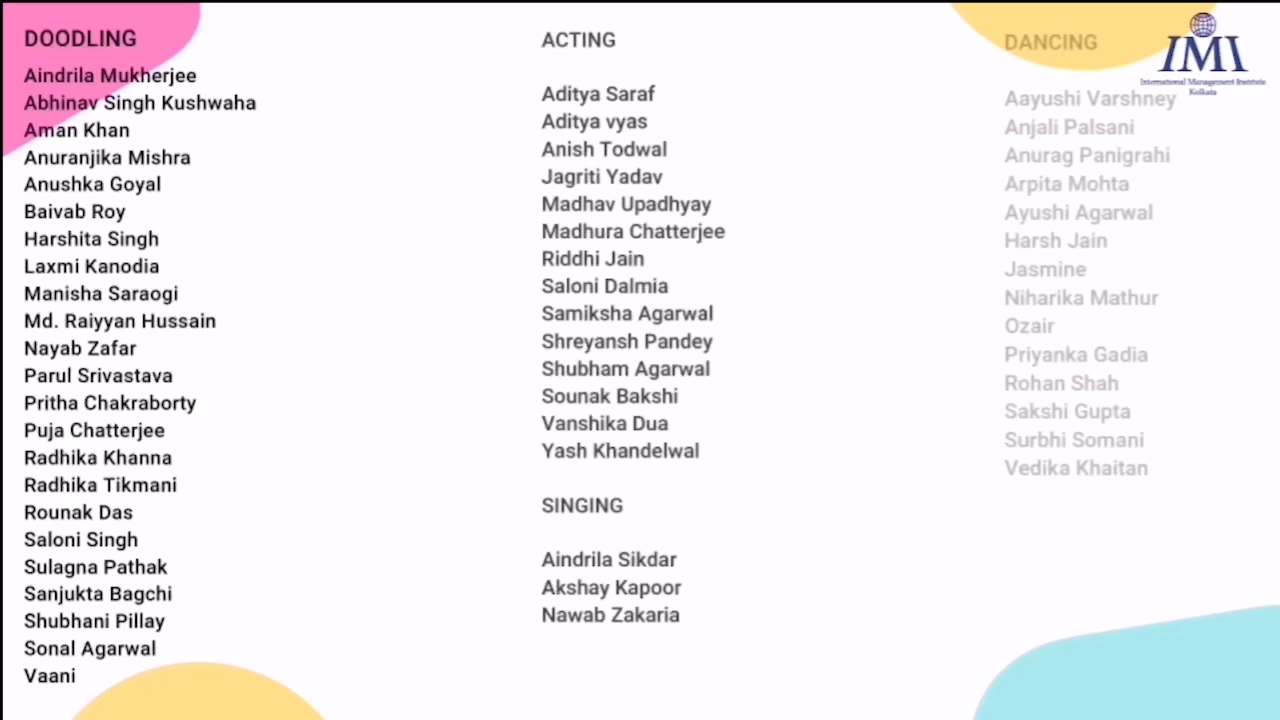 DOODLING
Aindrila Mukherjee
Abhinav Singh Kushwaha
Aman Khan
Anuranjika Mishra
Anushka Goyal
Baivab Roy
Harshita Singh
Laxmi Kanodia
Manisha Saraogi
Md. Raiyyan Hussain
Nayab Zafar
Parul Srivastava
Pritha Chakraborty
Puja Chatterjee
Radhika Khanna
Radhika Tikmani
Rounak Das
Saloni Singh
Sulagna Pathak
Sanjukta Bagchi
Shubhani Pillay
Sonal Agarwal
Vaani
ACTING
Aditya Saraf
Aditya vyas
Anish Todwal
Jagriti Yadav
Madhav Upadhyay
Madhura Chatterjee
Riddhi Jain
Saloni Dalmia
Samiksha Agarwal
Shreyansh Pandey
Shubham Agarwal
Sounak Bakshi
Vanshika Dua
Yash Khandelwal
SINGING
Aindrila Sikdar
Akshay Kapoor
Nawab Zakaria
DANCING
Aayushi Varshney
Anjali Palsani
Anurag Panigrahi
Arpita Mohta
Ayushi Agarwal
Harsh Jain
Jasmine
Niharika Mathur
Ozair
Priyanka Gadia
Rohan Shah
Sakshi Gupta
Surbhi Somani
Vedika Khaitan
IMI
International Management Institute
Kolkata